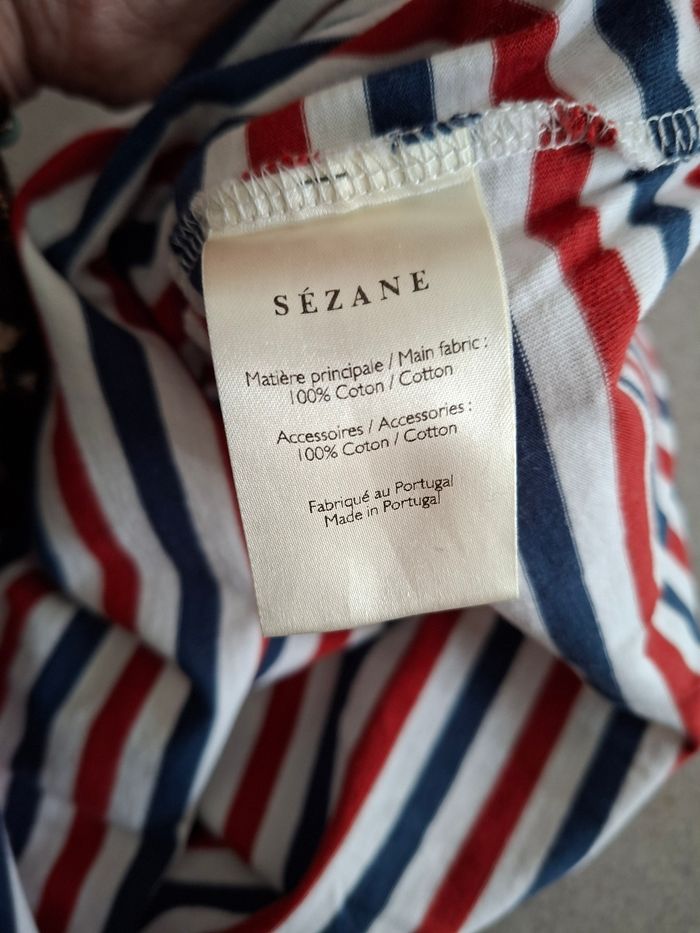 SÉZANE
Matière principale / Main fabric :
100% Coton / Cotton
Accessoires / Accessories :
100% Coton / Cotton
Fabriqué au Portugal
Made in Portugal